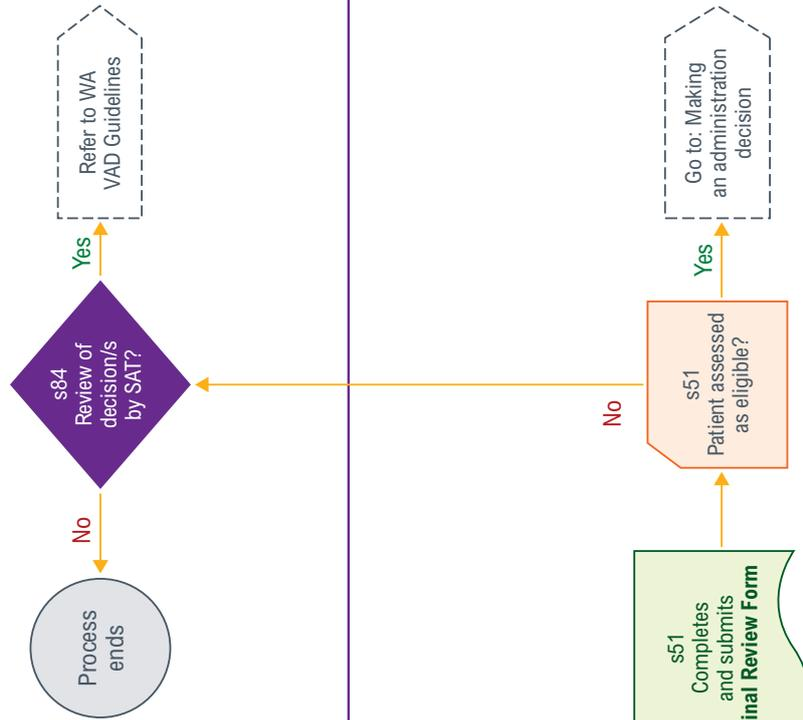 Process
ends
No
s84
Review of
decision/s
by SAT?
Yes
Refer to WA
VAD Guidelines
s51
Completes
and submits
inal Review Form
s51
Patient assessed
as eligible?
No
Yes
Go to: Making
an administration
decision